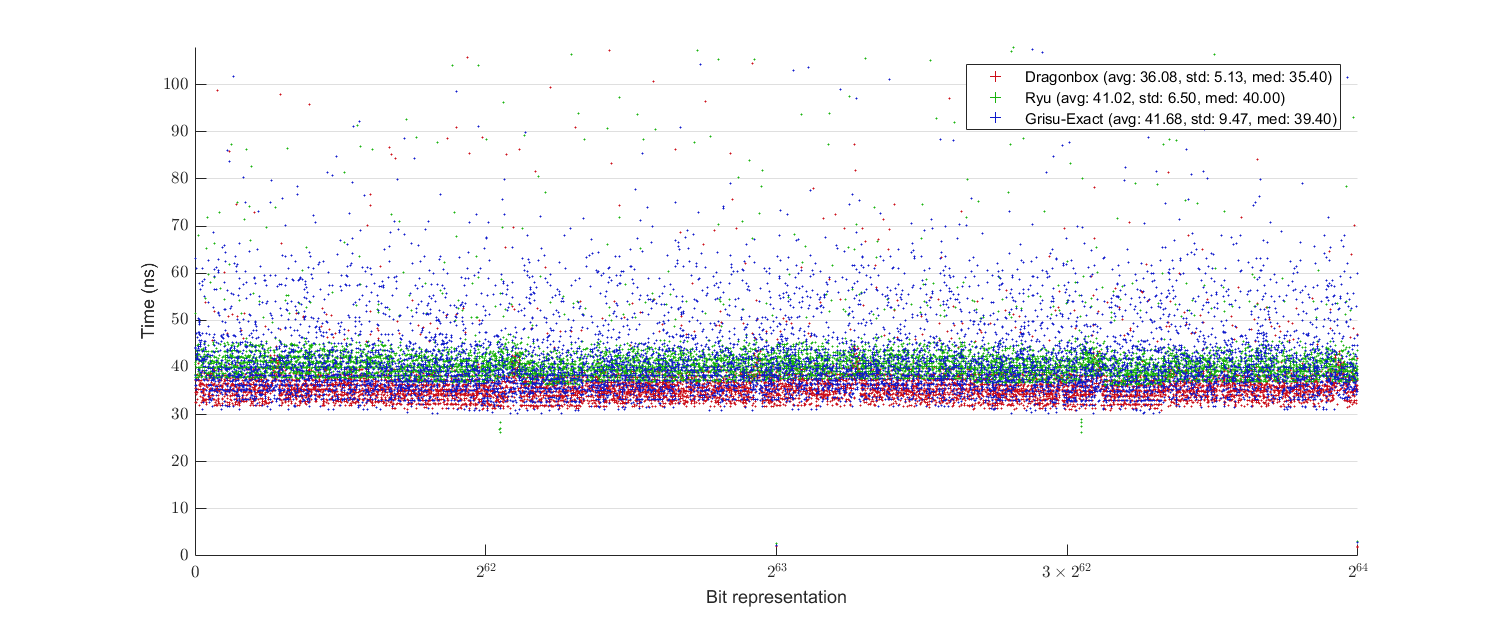 Dragonbox (avg: 36.08, std: 5.13, med: 35.40)
Ryu (avg: 41.02, std: 6.50, med: 40.00)
Grisu-Exact (avg: 41.68, std: 9.47, med: 39.40)
Time (ns)
100
90
80
70
60
50
40
30
20
10
0
0 2^62 2^63 3 × 2^62 2^64
Bit representation